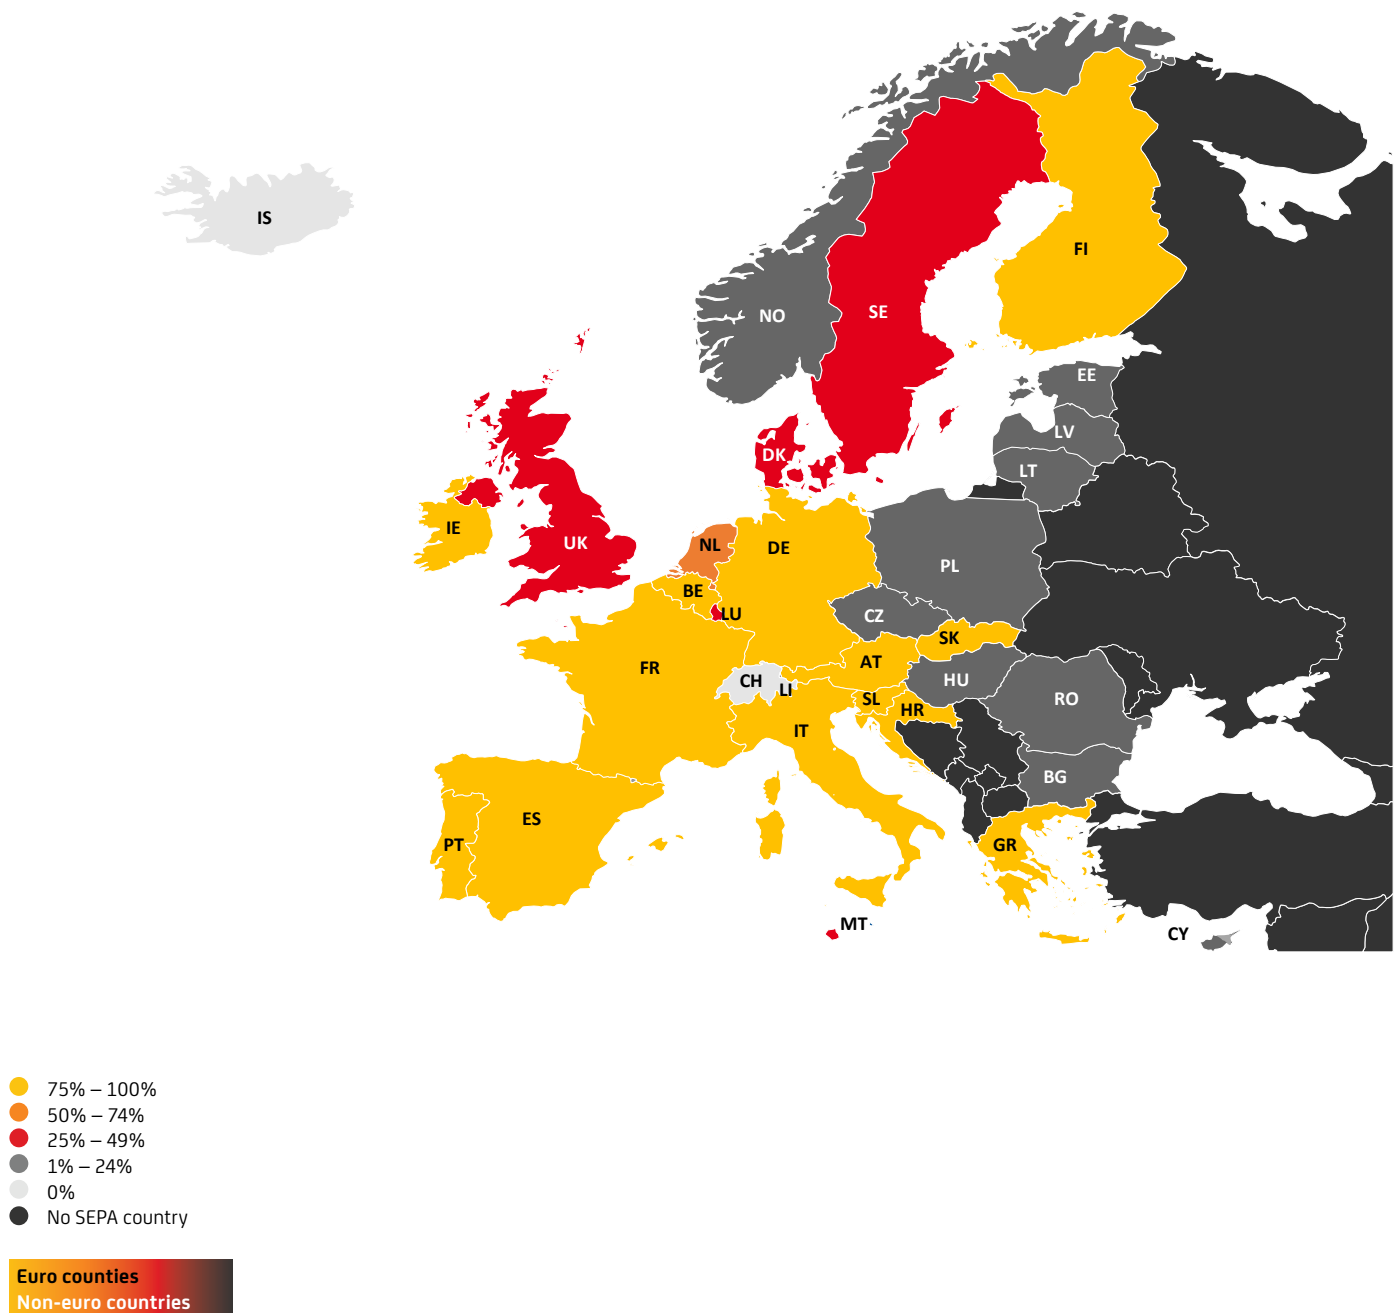 IS
FI
NO
SE
EE
LV
DK
LT
IE
UK
NL
DE
PL
BE
LU
CZ
SK
FR
AT
CH
LI
HU
SL
HR
RO
IT
BG
ES
PT
GR
MT
CY
75% – 100%
50% – 74%
25% – 49%
1% – 24%
0%
No SEPA country
Euro counties
Non-euro countries